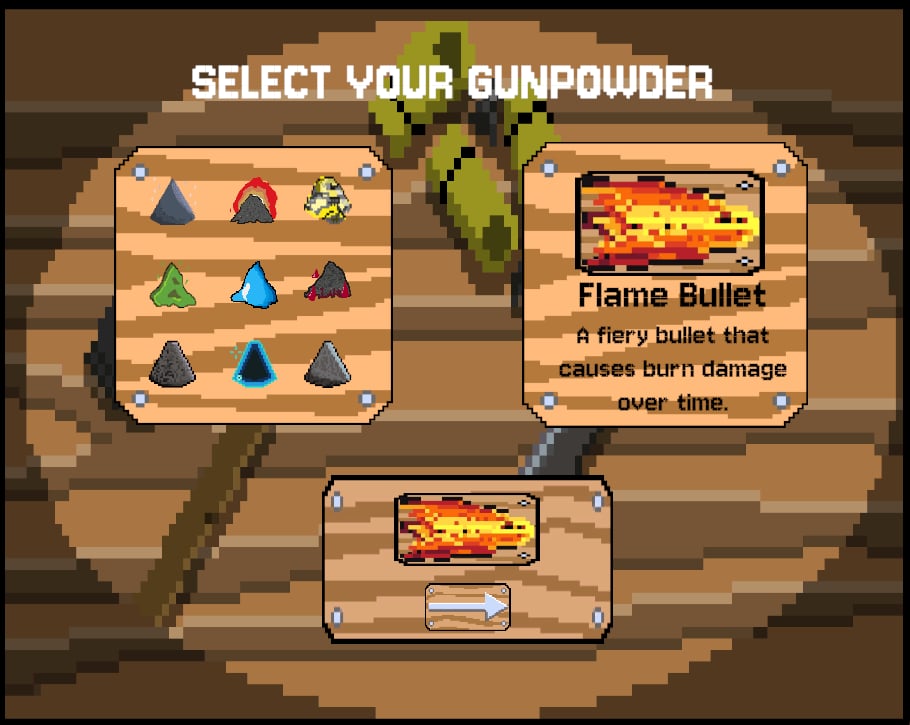 SELECT YOUR GUNPOWDER
Flame Bullet
A fiery bullet that
causes burn damage
over time.